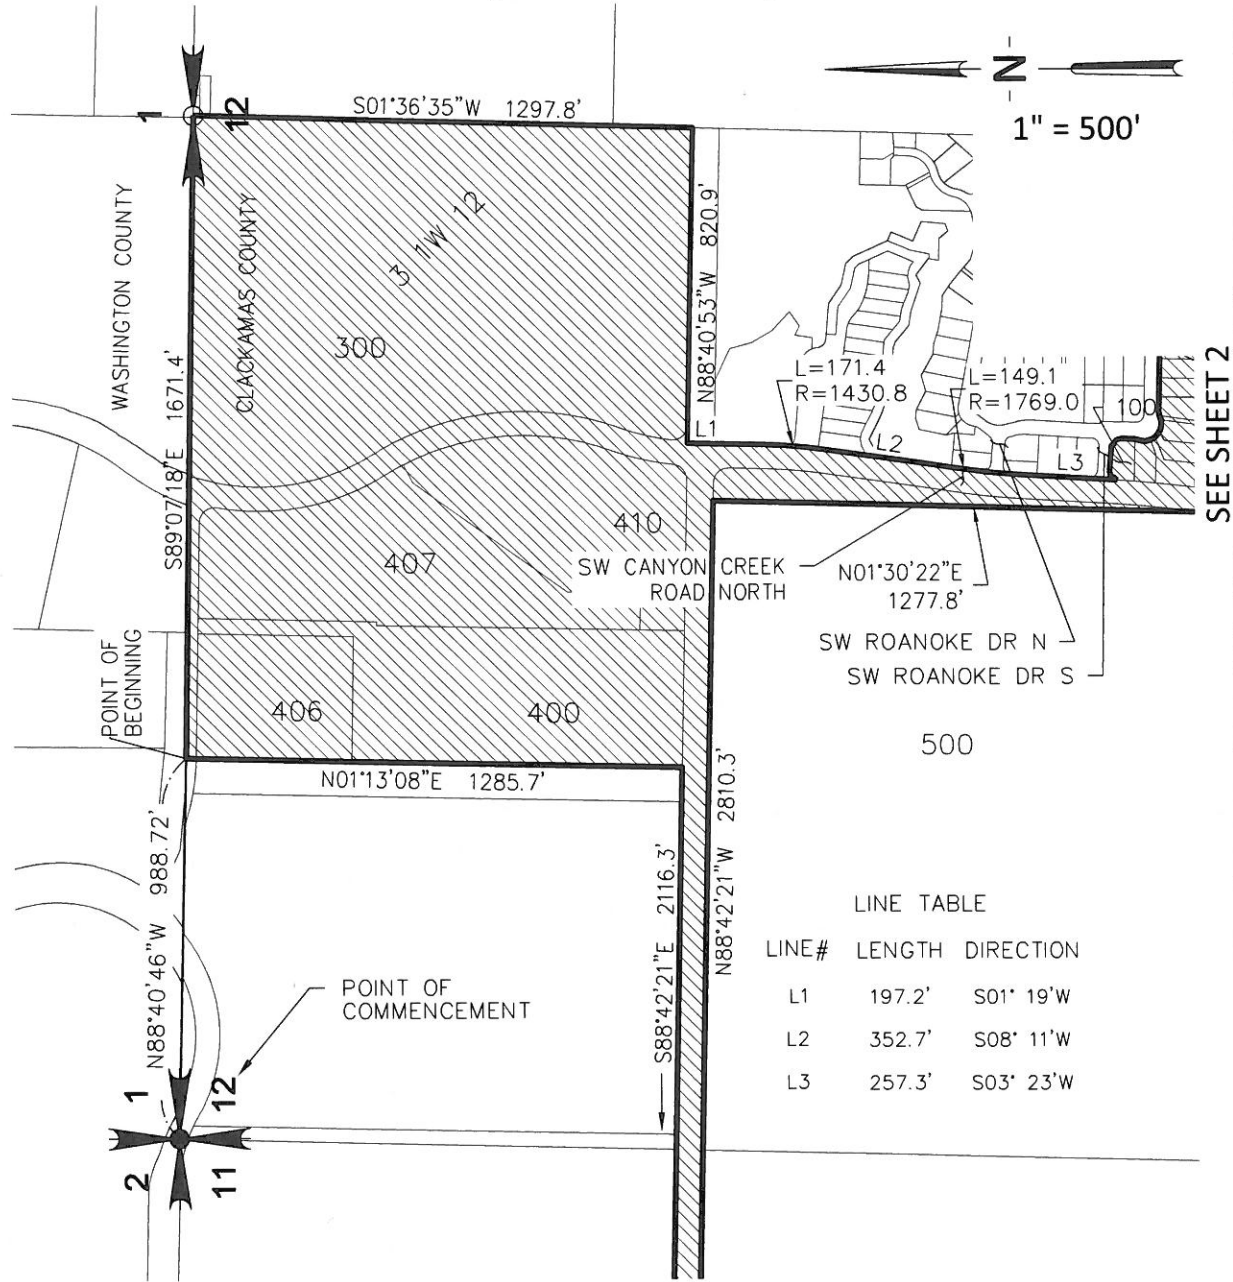 N
1" = 500'
1
12
S01°36'35"W 1297.8'
WASHINGTON COUNTY
CLACKAMAS COUNTY
3 1W 12
300
N88°40'53"W 820.9'
S89°07'18"E 1671.4'
L=171.4
R=1430.8
L1
L2
L=149.1
R=1769.0
100
L3
SEE SHEET 2
410
407
SW CANYON CREEK
ROAD NORTH
N01°30'22"E
1277.8'
SW ROANOKE DR N
SW ROANOKE DR S
POINT OF
BEGINNING
406
400
500
N01°13'08"E 1285.7'
N88°40'46"W 988.72'
S88°42'21"E 2116.3'
N88°42'21"W 2810.3'
POINT OF
COMMENCEMENT
1
12
2
11
LINE TABLE
LINE# LENGTH DIRECTION
L1 197.2' S01° 19'W
L2 352.7' S08° 11'W
L3 257.3' S03° 23'W